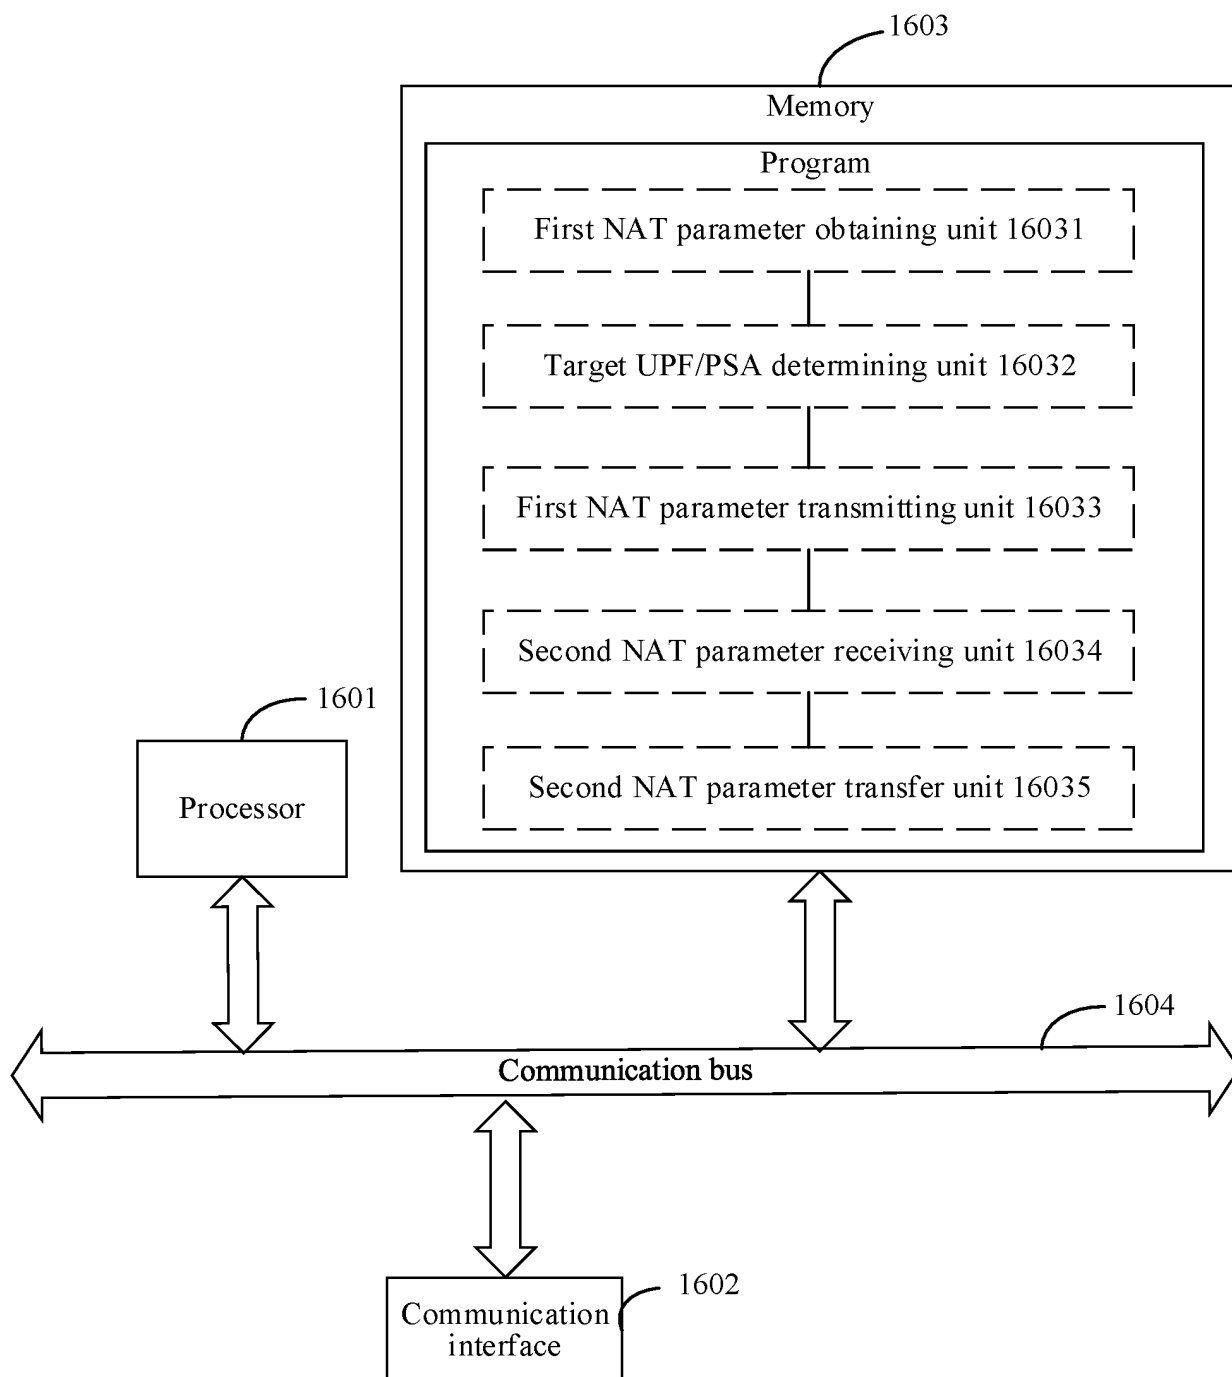 1603
Memory
Program
First NAT parameter obtaining unit 16031
Target UPF/PSA determining unit 16032
First NAT parameter transmitting unit 16033
Second NAT parameter receiving unit 16034
Second NAT parameter transfer unit 16035
1601
Processor
1604
Communication bus
1602
Communication
interface